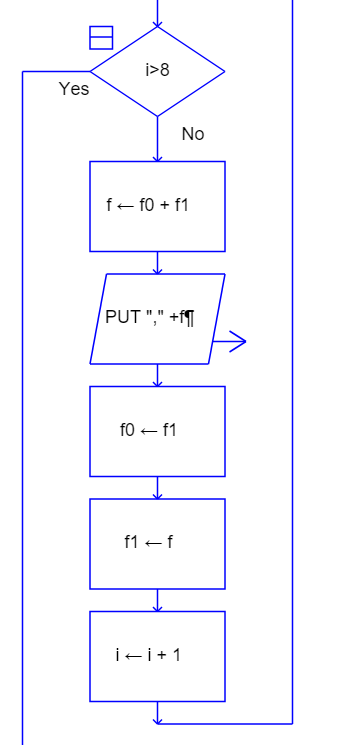 i>8
Yes
No
f ← f0 + f1
PUT "," +f¶
f0 ← f1
f1 ← f
i ← i + 1